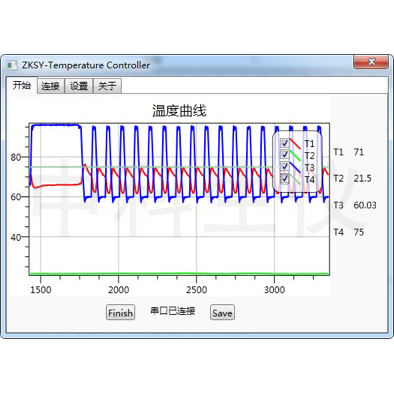 ZKSY-Temperature Controller
开始 连接 设置 关于
温度曲线
80
60
40
1500 2000 2500 3000
T1
T2
T3
T4
T1 71
T2 21.5
T3 60.03
T4 75
Finish 串口已连接 Save